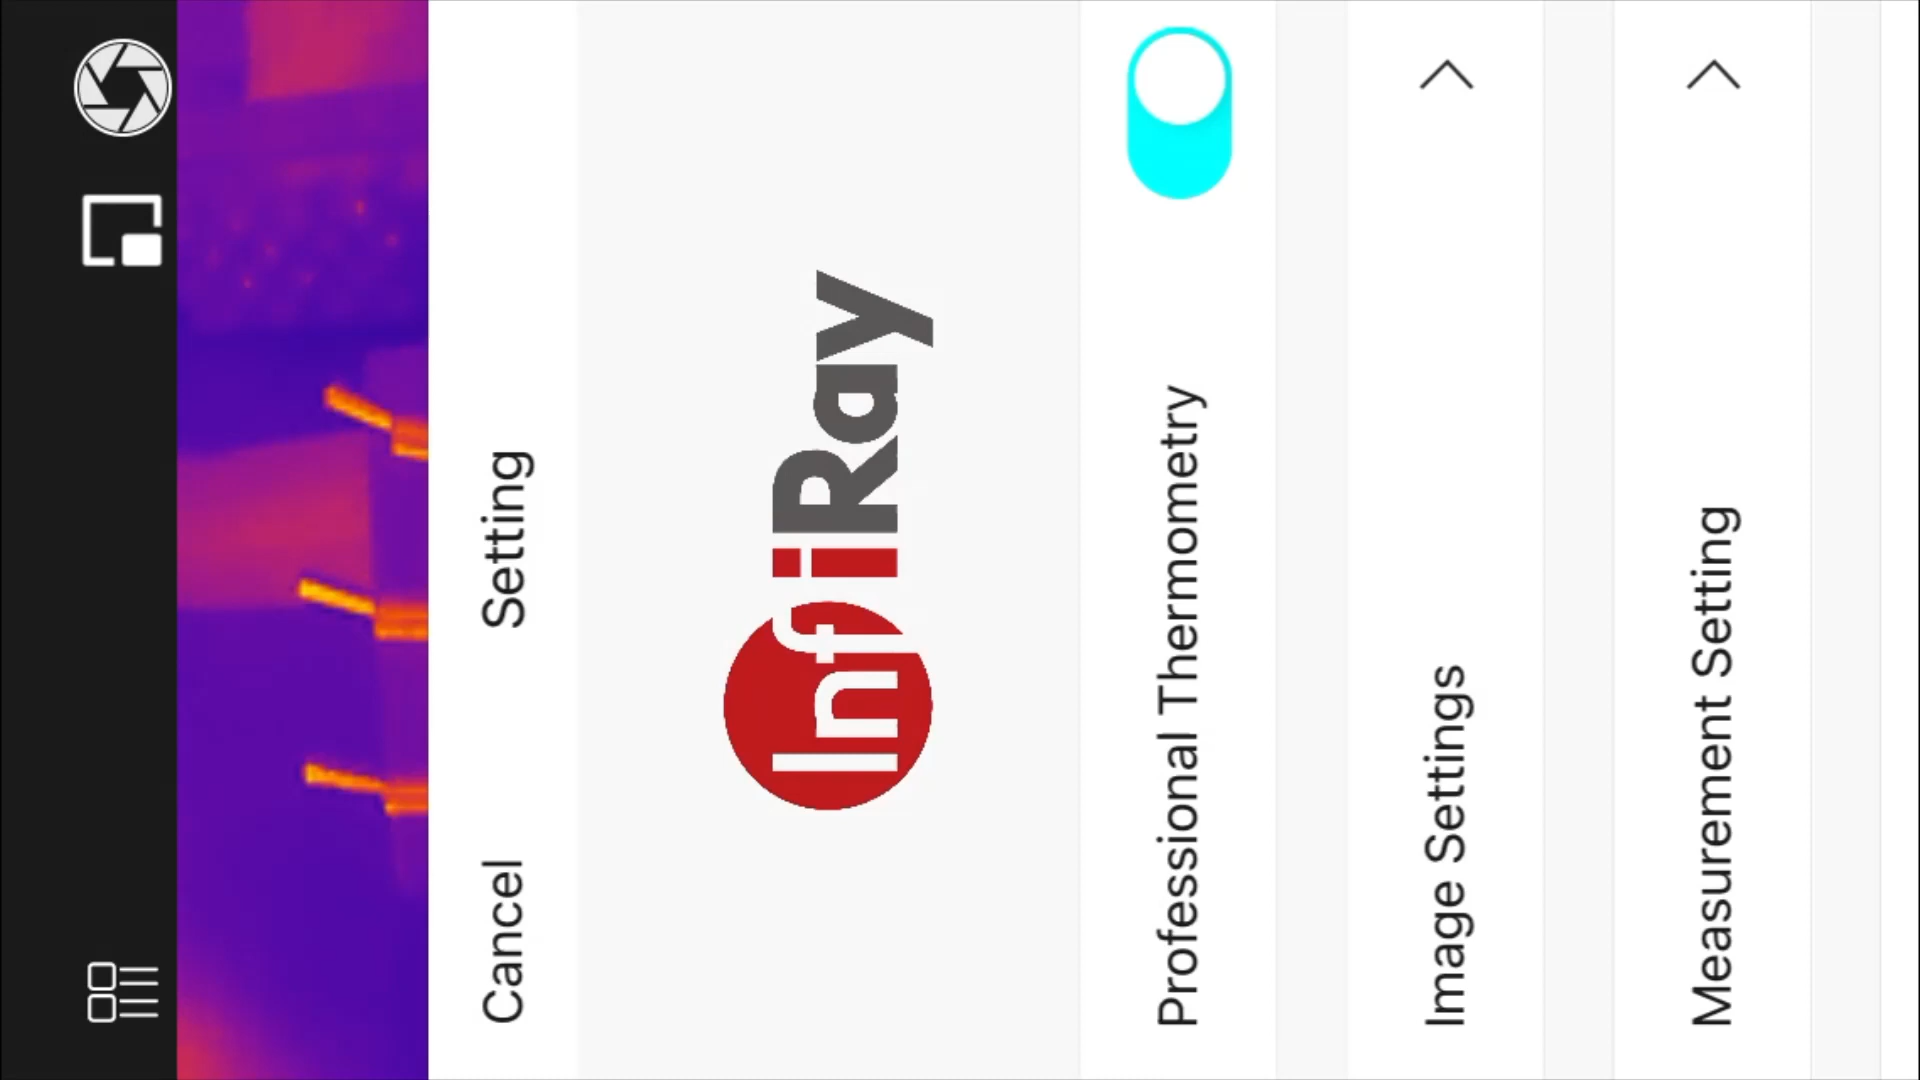 Cancel Setting
InfiRay
Professional Thermometry
Image Settings
Measurement Setting